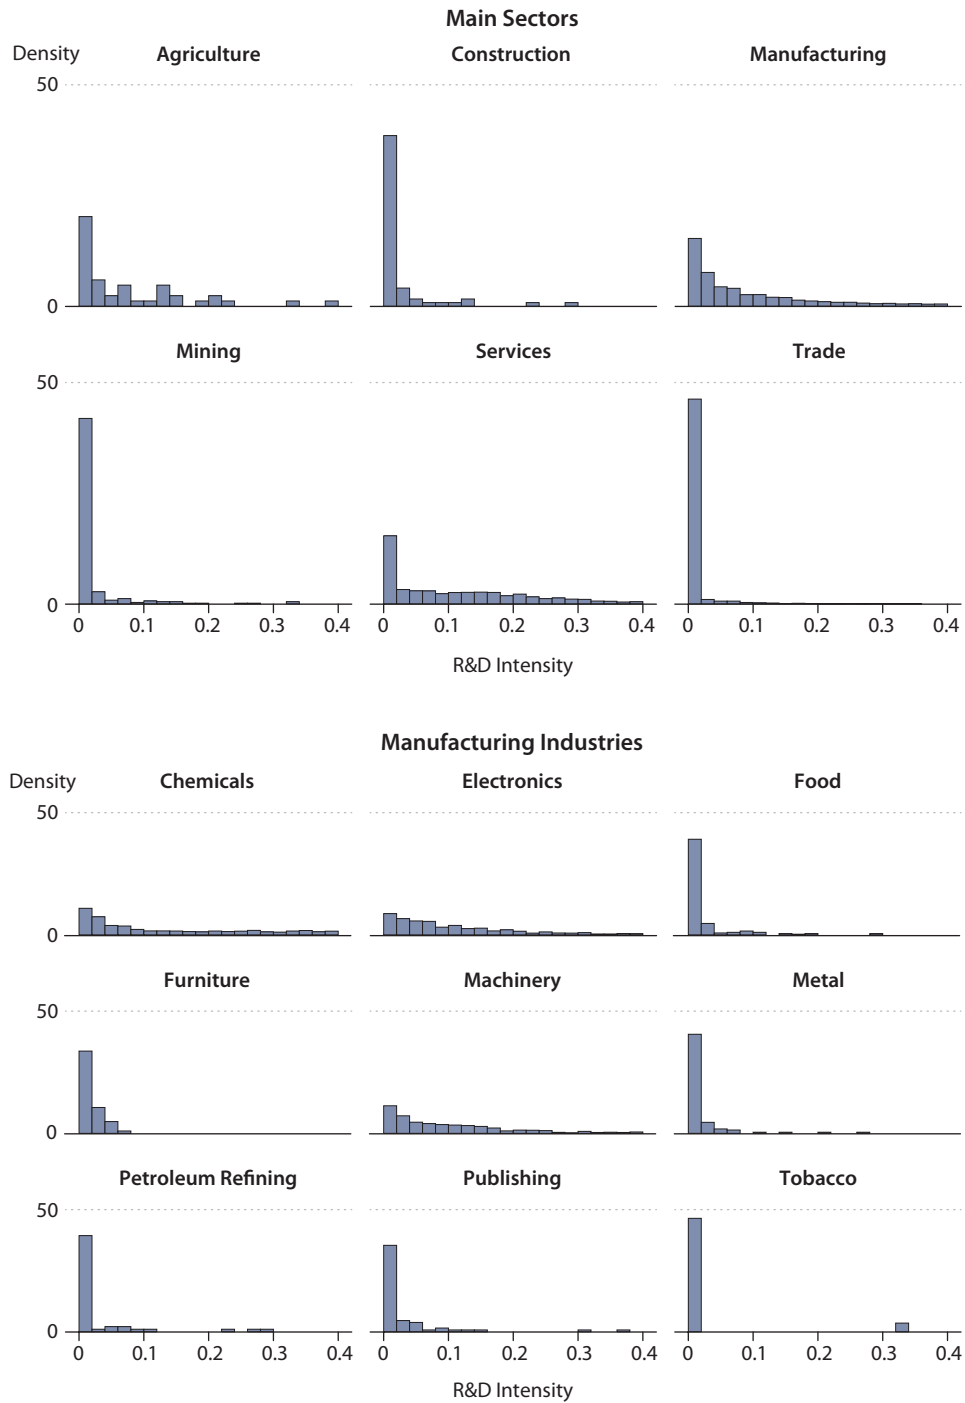 Main Sectors
Density Agriculture Construction Manufacturing
50
0
Mining Services Trade
50
0
0 0.1 0.2 0.3 0.4 0 0.1 0.2 0.3 0.4 0 0.1 0.2 0.3 0.4
R&D Intensity
Manufacturing Industries
Density Chemicals Electronics Food
50
0
Furniture Machinery Metal
50
0
Petroleum Refining Publishing Tobacco
50
0
0 0.1 0.2 0.3 0.4 0 0.1 0.2 0.3 0.4 0 0.1 0.2 0.3 0.4
R&D Intensity